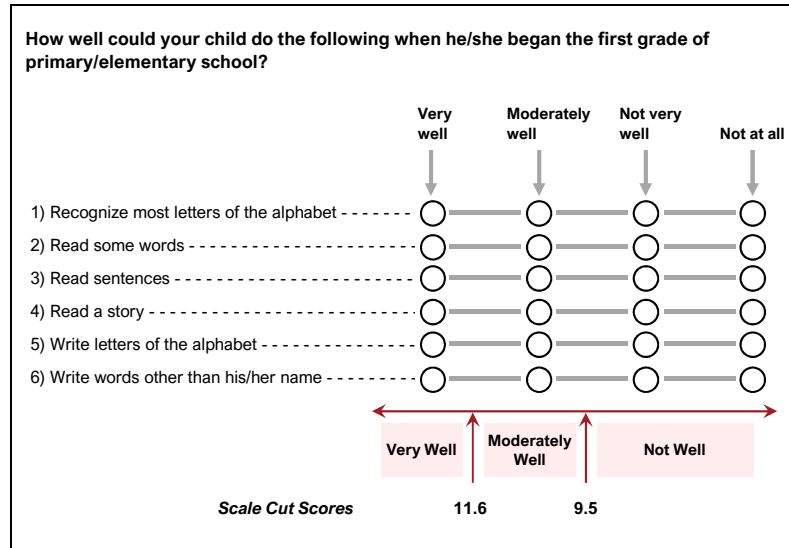 How well could your child do the following when he/she began the first grade of
primary/elementary school?
Very well
Moderately well
Not very well
Not at all
1) Recognize most letters of the alphabet
2) Read some words
3) Read sentences
4) Read a story
5) Write letters of the alphabet
6) Write words other than his/her name
Very Well
Moderately Well
Not Well
Scale Cut Scores 11.6 9.5